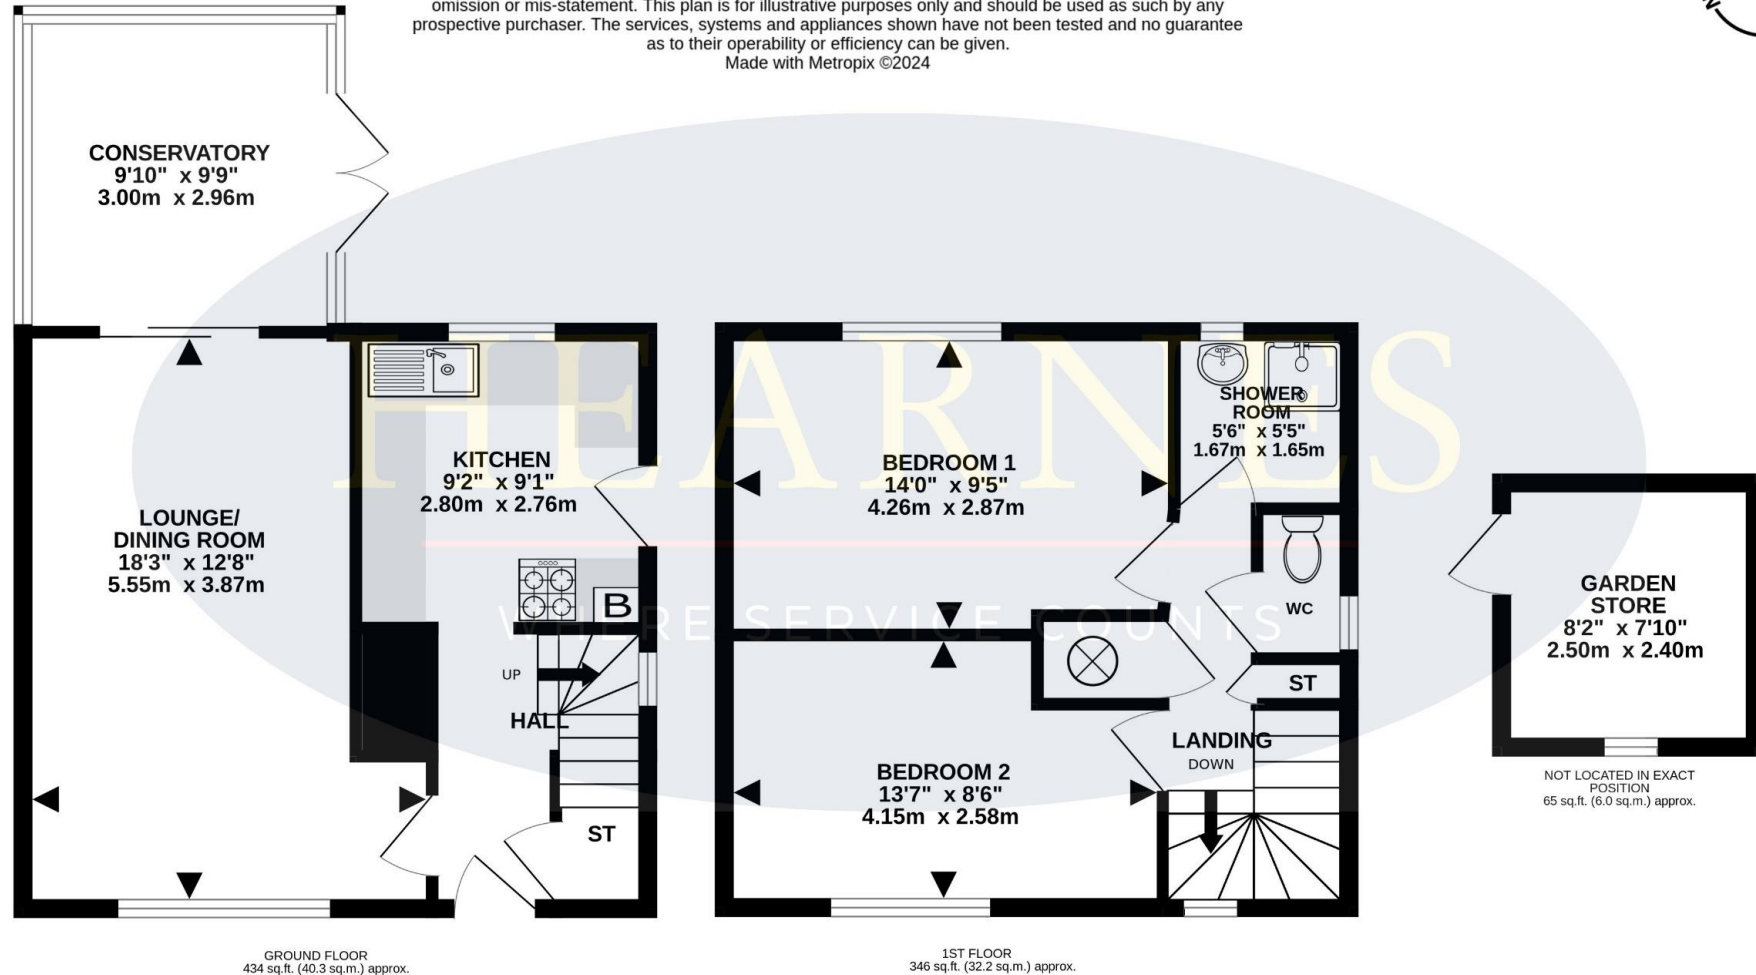 omission or mis-statement. This plan is for illustrative purposes only and should be used as such by any
prospective purchaser. The services, systems and appliances shown have not been tested and no guarantee
as to their operability or efficiency can be given.
Made with Metropix ©2024
N
CONSERVATORY
9'10" x 9'9"
3.00m x 2.96m
HEARNES
WHERE SERVICE COUNTS
KITCHEN
9'2" x 9'1"
2.80m x 2.76m
LOUNGE/
DINING ROOM
18'3" x 12'8"
5.55m x 3.87m
B
UP
HALL
ST
GROUND FLOOR
434 sq.ft. (40.3 sq.m.) approx.
SHOWER
ROOM
5'6" x 5'5"
1.67m x 1.65m
BEDROOM 1
14'0" x 9'5"
4.26m x 2.87m
WC
ST
LANDING
DOWN
BEDROOM 2
13'7" x 8'6"
4.15m x 2.58m
1ST FLOOR
346 sq.ft. (32.2 sq.m.) approx.
GARDEN
STORE
8'2" x 7'10"
2.50m x 2.40m
NOT LOCATED IN EXACT
POSITION
65 sq.ft. (6.0 sq.m.) approx.